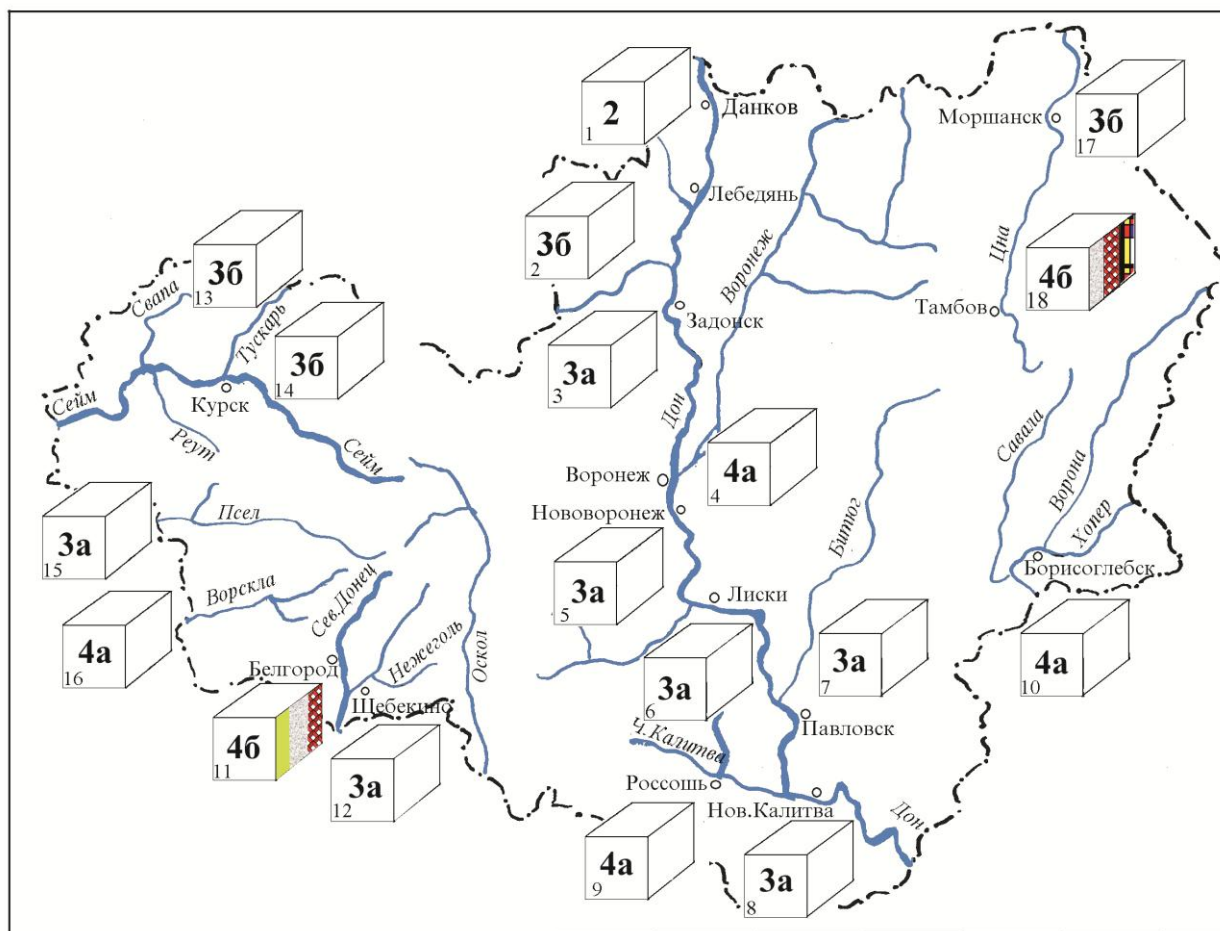 2
1
Данков
Моршанск
3б
17
Лебедянь
3б
2
Цна
4б
18
3б
13
Свапа
Тускарь
Воронеж
Задонск
Тамбов
3б
14
3а
3
Сейм
Курск
Реут
Сейм
Дон
4а
4
Воронеж
Нововоронеж
Битюг
Савала
Ворона
Хопер
Борисоглебск
3а
15
Псел
Ворскла
Сев.Донец
Нежеголь
Оскол
3а
5
Лиски
4а
16
Белгород
Щебекино
3а
6
3а
7
4а
10
4б
11
3а
12
Павловск
Ч.Калитва
Россошь
Нов.Калитва
Дон
4а
9
3а
8